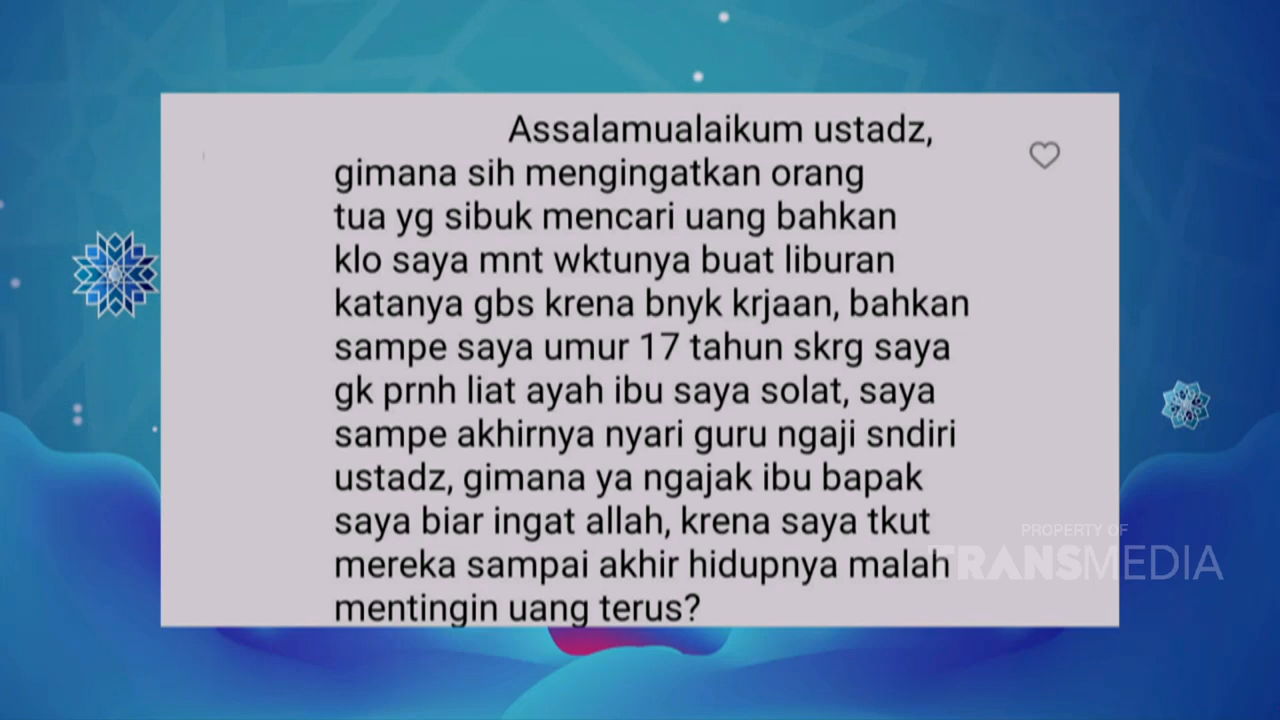 Assalamualaikum ustadz,
gimana sih mengingatkan orang
tua yg sibuk mencari uang bahkan
klo saya mnt wktunya buat liburan
katanya gbs krena bnyk krjaan, bahkan
sampe saya umur 17 tahun skrg saya
gk prnh liat ayah ibu saya solat, saya
sampe akhirnya nyari guru ngaji sndiri
ustadz, gimana ya ngajak ibu bapak
saya biar ingat allah, krena saya tkut
mereka sampai akhir hidupnya malah
mentingin uang terus?
PROPERTY OF
TRANSMEDIA